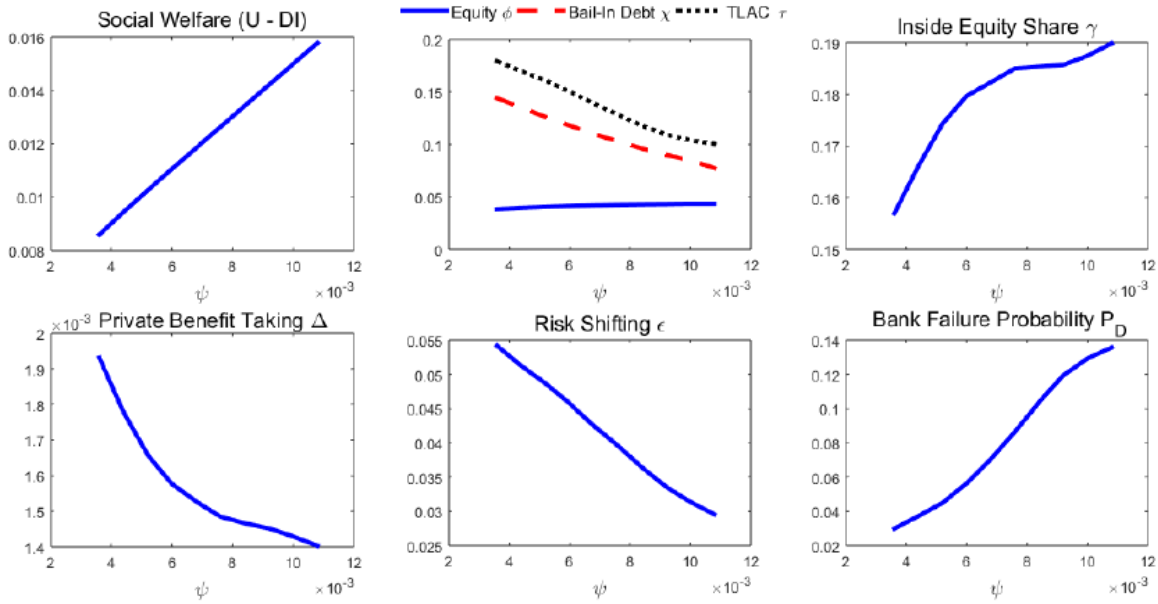 Social Welfare (U - DI)
0.016
0.014
0.012
0.01
0.008
2 4 6 8 10 12
ψ ×10⁻³
Equity ϕ Bail-In Debt χ TLAC τ
0.2
0.15
0.1
0.05
0
2 4 6 8 10 12
ψ ×10⁻³
Inside Equity Share γ
0.19
0.18
0.17
0.16
0.15
2 4 6 8 10 12
ψ ×10⁻³
×10⁻³ Private Benefit Taking Δ
2
1.9
1.8
1.7
1.6
1.5
1.4
2 4 6 8 10 12
ψ ×10⁻³
Risk Shifting ϵ
0.055
0.05
0.045
0.04
0.035
0.03
0.025
2 4 6 8 10 12
ψ ×10⁻³
Bank Failure Probability P_D
0.14
0.12
0.1
0.08
0.06
0.04
0.02
2 4 6 8 10 12
ψ ×10⁻³